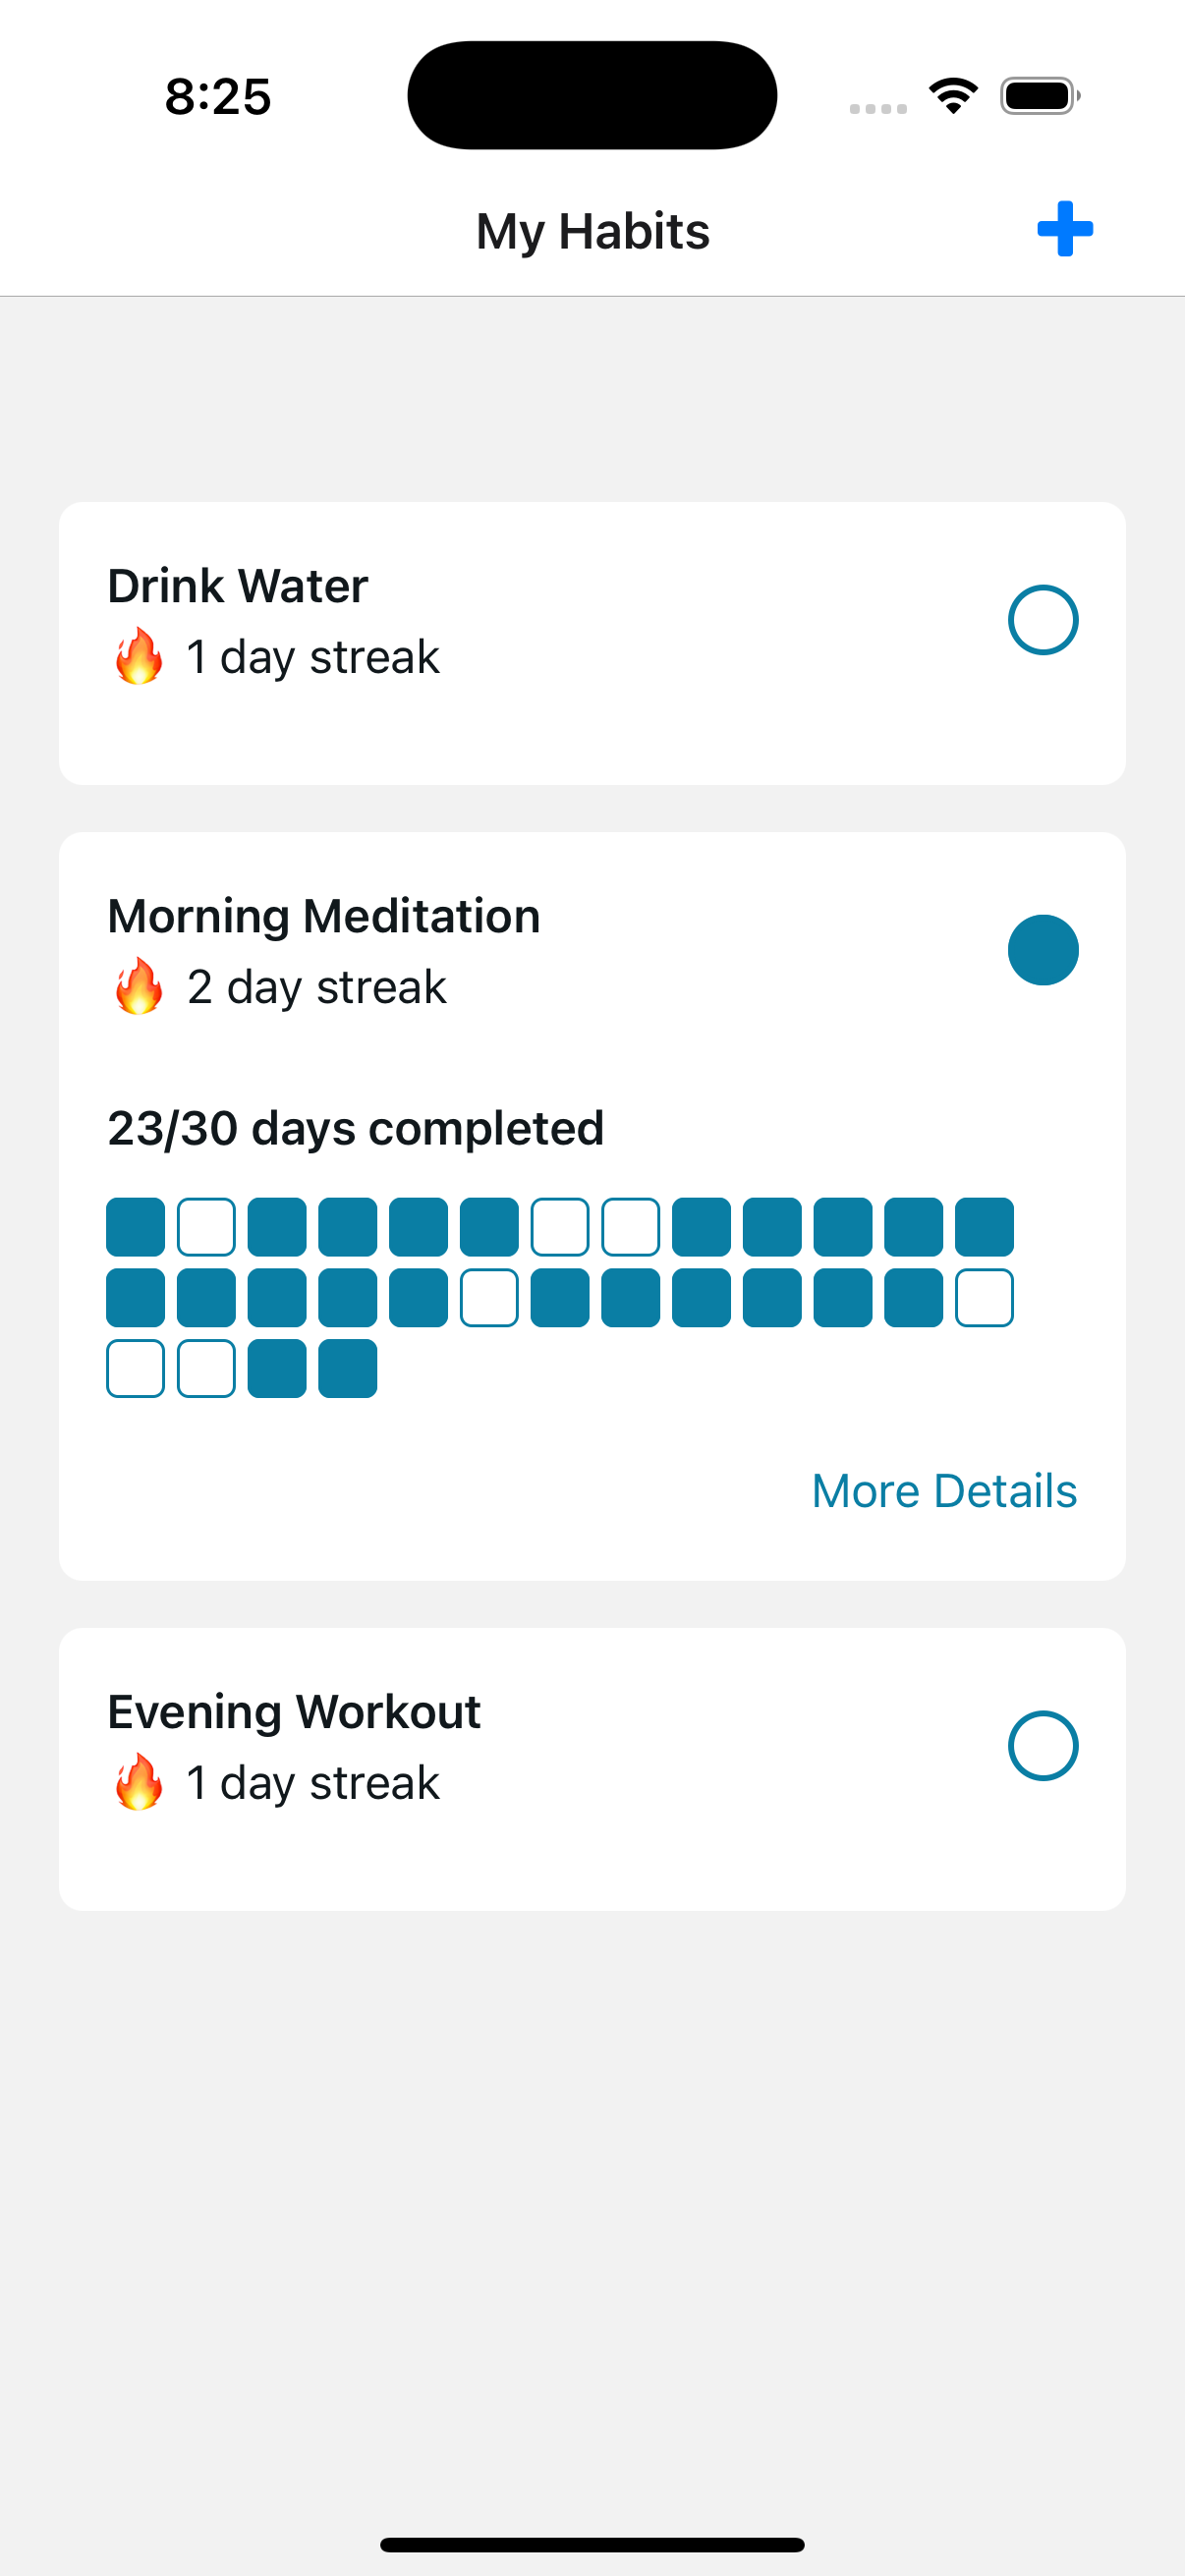 8:25
My Habits
Drink Water
🔥 1 day streak
Morning Meditation
🔥 2 day streak
23/30 days completed
More Details
Evening Workout
🔥 1 day streak